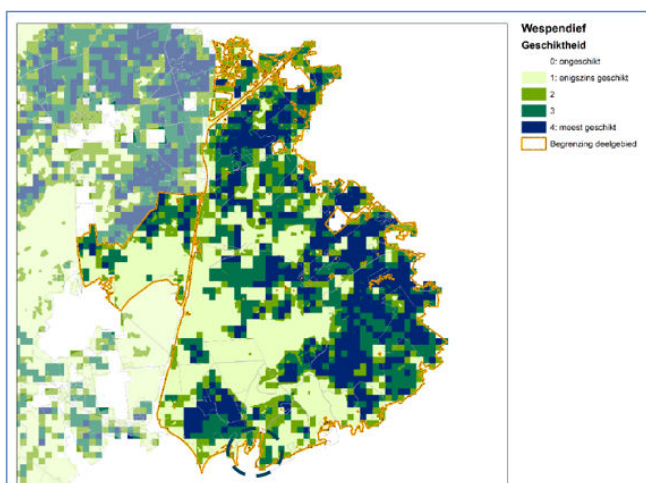 Wespendief
Geschiktheid
0: ongeschikt
1: enigszins geschikt
2
3
4: meest geschikt
Begrenzing deelgebied